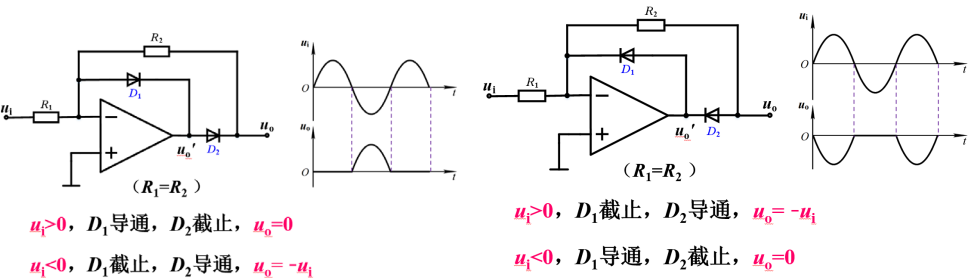 R₂
D₁
uᵢ
R₁
−
+
uₒ′
D₂
uₒ
(R₁=R₂)
uᵢ
O
t
uₒ
O
t
uᵢ>0，D₁导通，D₂截止，uₒ=0
uᵢ<0，D₁截止，D₂导通，uₒ= -uᵢ
R₂
D₁
uᵢ
R₁
−
+
uₒ′
D₂
uₒ
(R₁=R₂)
uᵢ
O
t
uₒ
O
t
uᵢ>0，D₁截止，D₂导通，uₒ= -uᵢ
uᵢ<0，D₁导通，D₂截止，uₒ=0